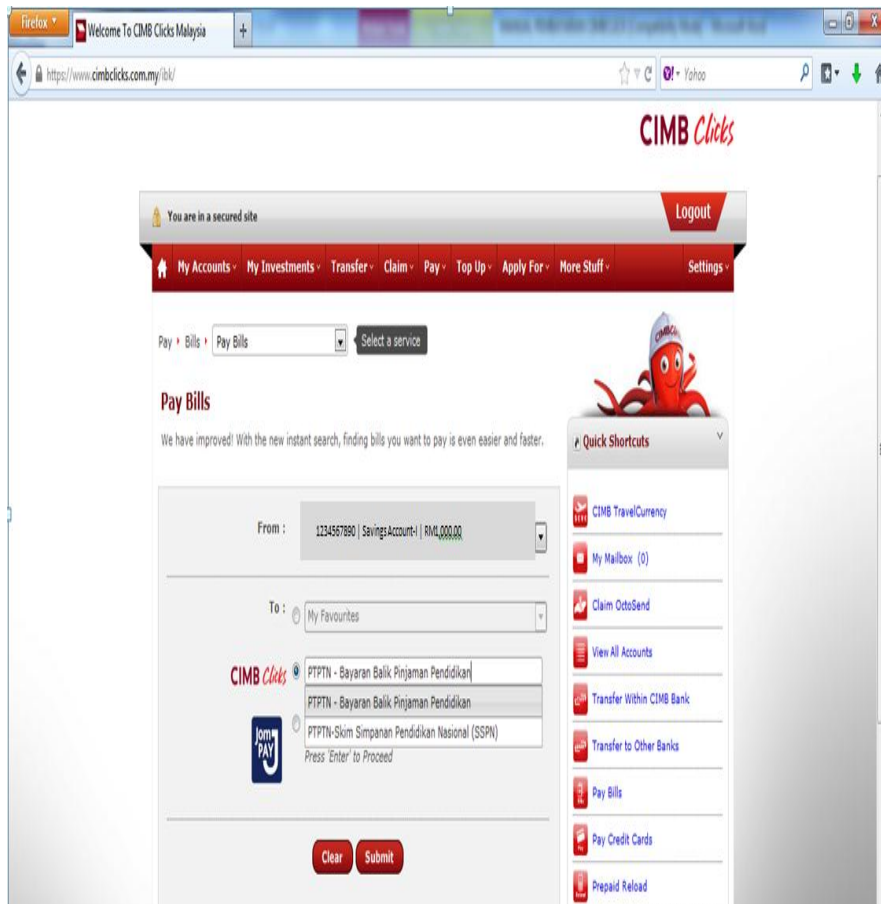 Firefox
Welcome To CIMB Clicks Malaysia
https://www.cimbclicks.com.my/ibk/
Yahoo
CIMB Clicks
You are in a secured site
Logout
My Accounts My Investments Transfer Claim Pay Top Up Apply For More Stuff Settings
Pay Bills Pay Bills Select a service
Pay Bills
We have improved! With the new instant search, finding bills you want to pay is even easier and faster.
From : 1234567890 | SavingsAccount-I | RM1,000.00
To : My Favourites
CIMB Clicks PTPTN - Bayaran Balik Pinjaman Pendidikan
PTPTN - Bayaran Balik Pinjaman Pendidikan
PTPTN-Skim Simpanan Pendidikan Nasional (SSPN)
Jom
PAY
Press 'Enter' to Proceed
Clear Submit
Quick Shortcuts
CIMB TravelCurrency
My Mailbox (0)
Claim OctoSend
View All Accounts
Transfer Within CIMB Bank
Transfer to Other Banks
Pay Bills
Pay Credit Cards
Prepaid Reload